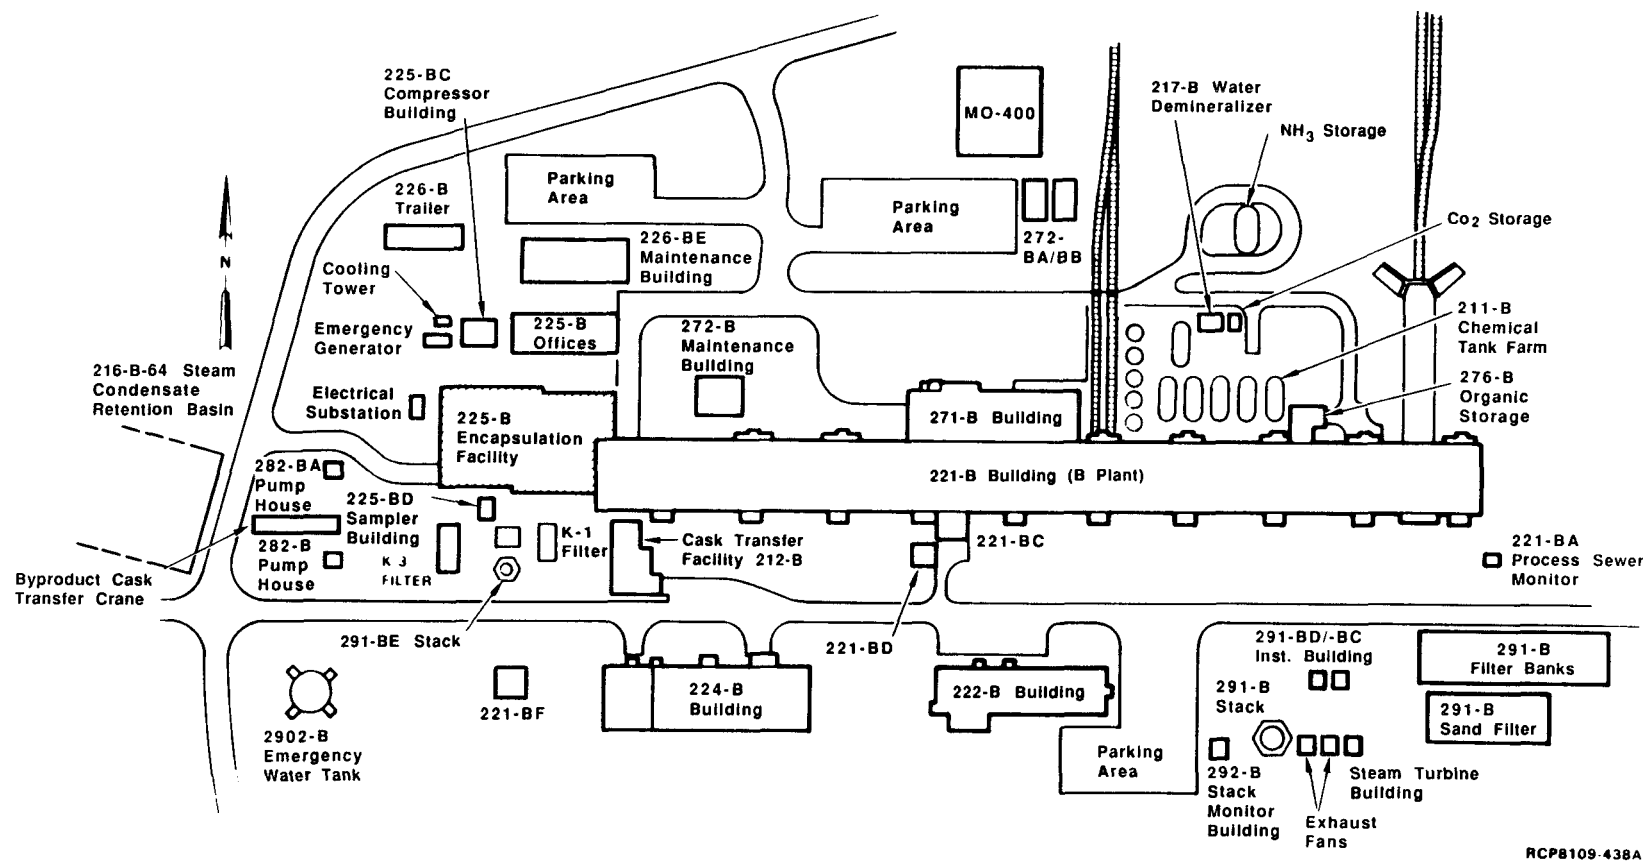 225-BC
Compressor
Building
MO-400
217-B Water
Demineralizer
NH3 Storage
Parking
Area
226-B
Trailer
Parking
Area
Co2 Storage
N
226-BE
Maintenance
Building
272-
BA/BB
Cooling
Tower
Emergency
Generator
225-B
Offices
272-B
Maintenance
Building
211-B
Chemical
Tank Farm
216-B-64 Steam
Condensate
Retention Basin
276-B
Organic
Storage
Electrical
Substation
225-B
Encapsulation
Facility
271-B Building
221-B Building (B Plant)
282-BA
Pump
House
225-BD
Sampler
Building
K-1
Filter
Cask Transfer
Facility 212-B
221-BC
221-BA
Process Sewer
Monitor
282-B
Pump
House
K-3
FILTER
Byproduct Cask
Transfer Crane
291-BE Stack
221-BD
291-BD/-BC
Inst. Building
291-B
Filter Banks
224-B
Building
222-B Building
291-B
Stack
291-B
Sand Filter
221-BF
2902-B
Emergency
Water Tank
Parking
Area
292-B
Stack
Monitor
Building
Steam Turbine
Building
Exhaust
Fans
RCP8109-438A